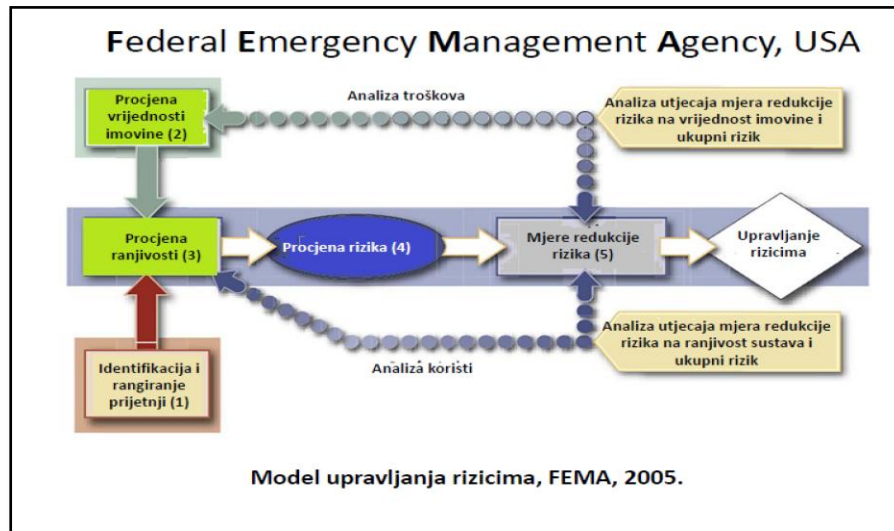 Federal Emergency Management Agency, USA
Procjena
vrijednosti
imovine (2)
Analiza troškova
Analiza utjecaja mjera redukcije
rizika na vrijednost imovine i
ukupni rizik
Procjena
ranjivosti (3)
Procjena rizika (4)
Mjere redukcije
rizika (5)
Upravljanje
rizicima
Identifikacija i
rangiranje
prijetnji (1)
Analiza koristi
Analiza utjecaja mjera redukcije
rizika na ranjivost sustava i
ukupni rizik
Model upravljanja rizicima, FEMA, 2005.